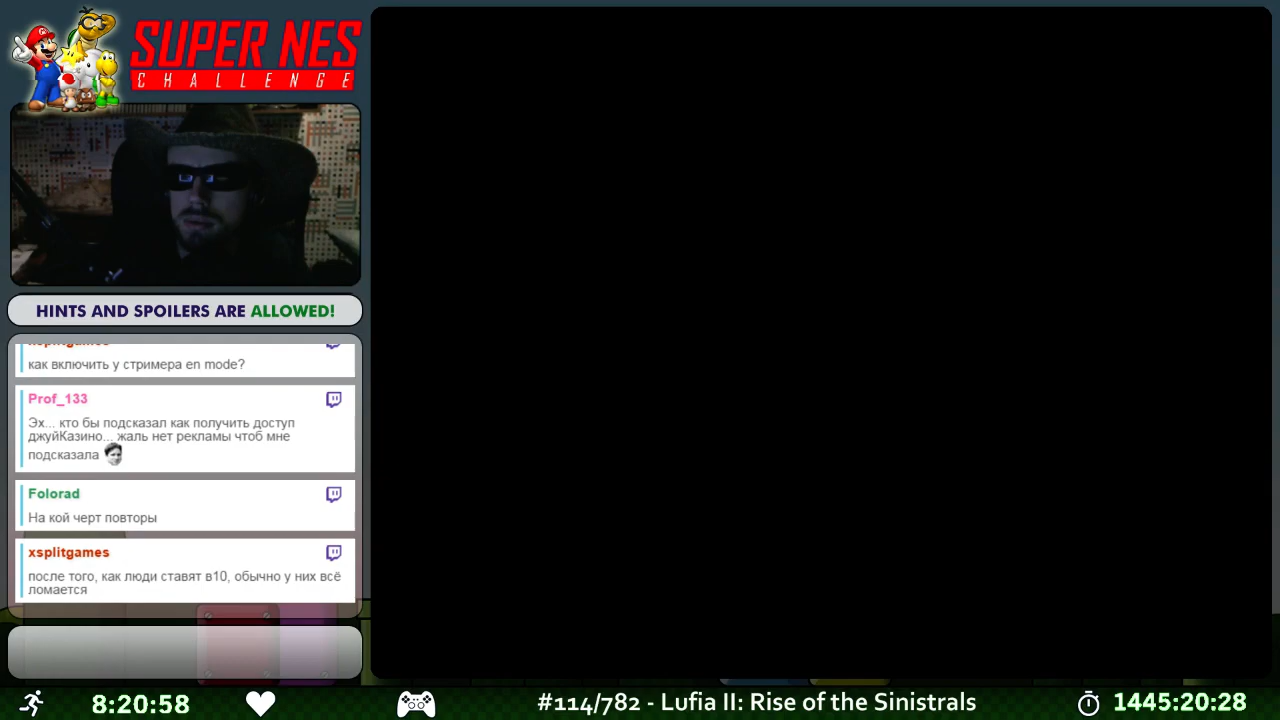 SUPER NES
CHALLENGE
HINTS AND SPOILERS ARE ALLOWED!
как включить у стримера en mode?
Prof_133
Эх... кто бы подсказал как получить доступ
джуйКазино... жаль нет рекламы чтоб мне
подсказала
Folorad
На кой черт повторы
xsplitgames
после того, как люди ставят в10, обычно у них всё
ломается
8:20:58
#114/782 - Lufia II: Rise of the Sinistrals
1445:20:28